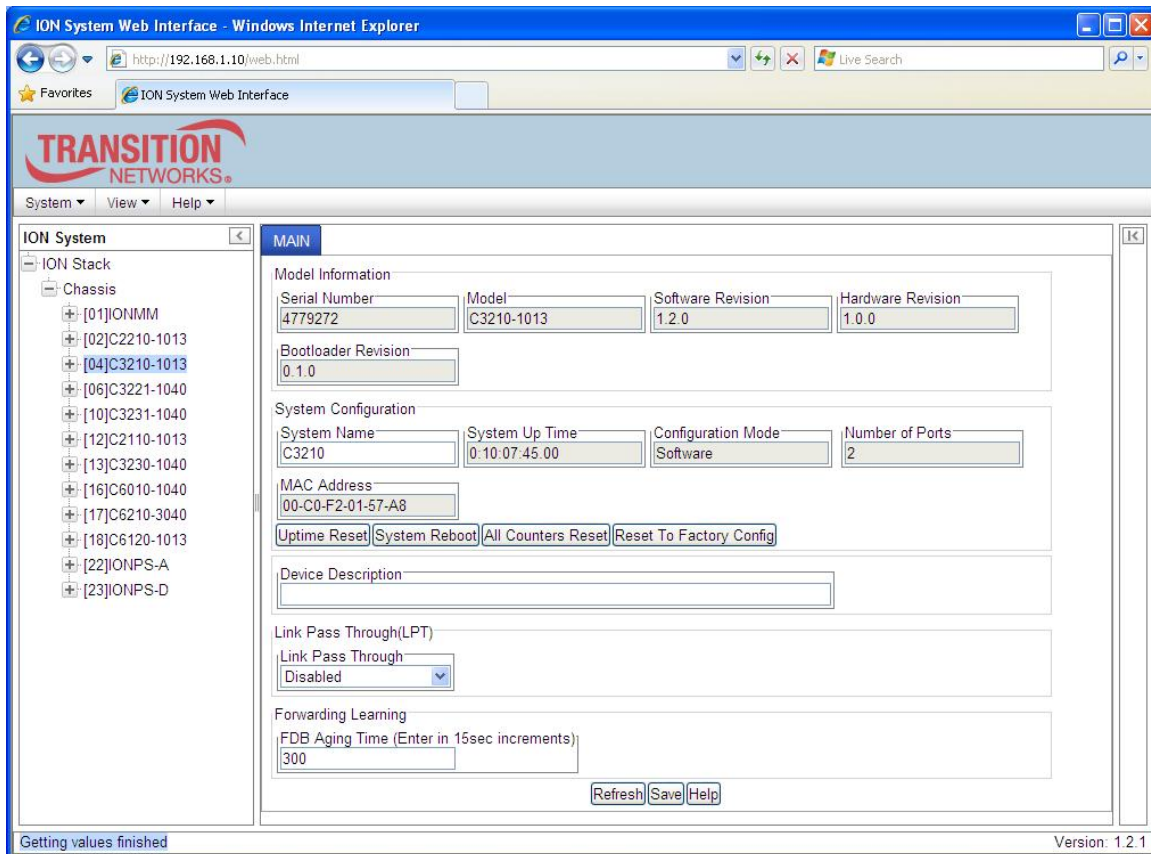 ION System Web Interface - Windows Internet Explorer
http://192.168.1.10/web.html
Live Search
Favorites
ION System Web Interface
TRANSITION
NETWORKS®
System View Help
ION System
ION Stack
Chassis
[01]IONMM
[02]C2210-1013
[04]C3210-1013
[06]C3221-1040
[10]C3231-1040
[12]C2110-1013
[13]C3230-1040
[16]C6010-1040
[17]C6210-3040
[18]C6120-1013
[22]IONPS-A
[23]IONPS-D
MAIN
Model Information
Serial Number Model Software Revision Hardware Revision
4779272 C3210-1013 1.2.0 1.0.0
Bootloader Revision
0.1.0
System Configuration
System Name System Up Time Configuration Mode Number of Ports
C3210 0:10:07:45.00 Software 2
MAC Address
00-C0-F2-01-57-A8
Uptime Reset System Reboot All Counters Reset Reset To Factory Config
Device Description
Link Pass Through(LPT)
Link Pass Through
Disabled
Forwarding Learning
FDB Aging Time (Enter in 15sec increments)
300
Refresh Save Help
Getting values finished Version: 1.2.1